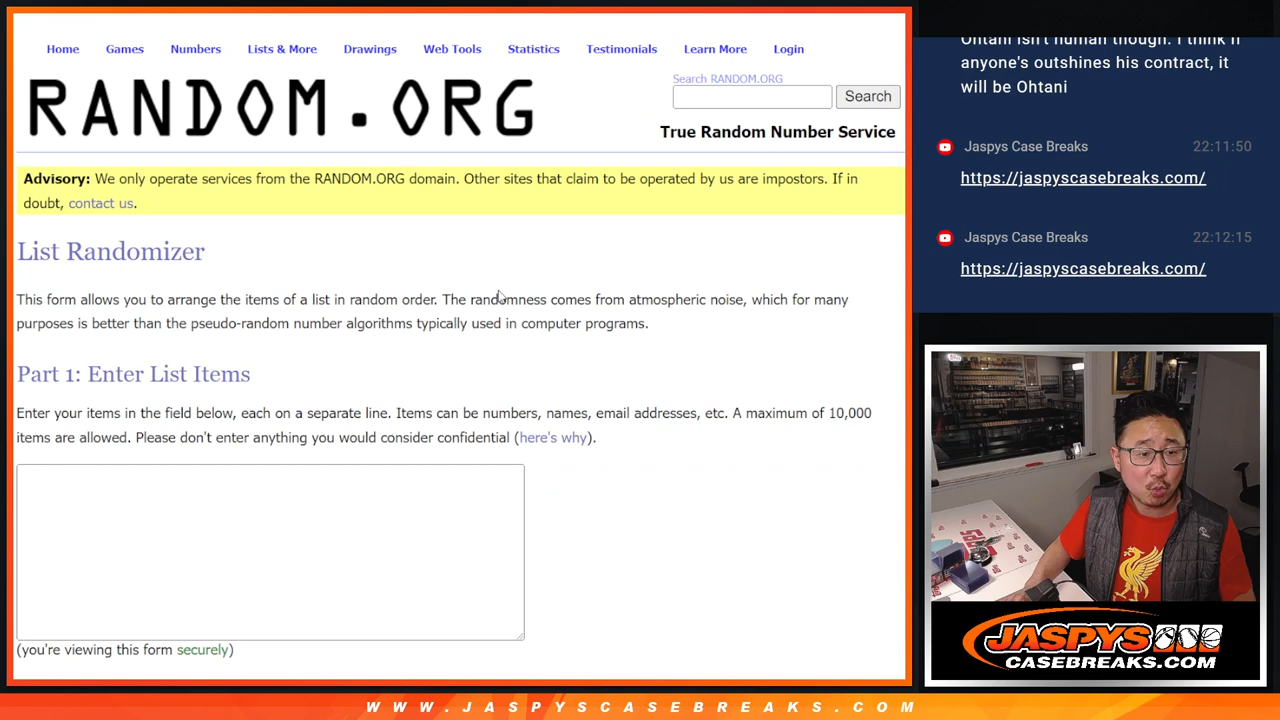 Home Games Numbers Lists & More Drawings Web Tools Statistics Testimonials Learn More Login
RANDOM.ORG
Search RANDOM.ORG
Search
True Random Number Service
Advisory: We only operate services from the RANDOM.ORG domain. Other sites that claim to be operated by us are impostors. If in
doubt, contact us.
List Randomizer
This form allows you to arrange the items of a list in random order. The randomness comes from atmospheric noise, which for many
purposes is better than the pseudo-random number algorithms typically used in computer programs.
Part 1: Enter List Items
Enter your items in the field below, each on a separate line. Items can be numbers, names, email addresses, etc. A maximum of 10,000
items are allowed. Please don't enter anything you would consider confidential (here's why).
(you're viewing this form securely)
Ohtani isn't human though. I think if
anyone's outshines his contract, it
will be Ohtani
Jaspys Case Breaks 22:11:50
https://jaspyscasebreaks.com/
Jaspys Case Breaks 22:12:15
https://jaspyscasebreaks.com/
JASPYS
CASEBREAKS.COM
WWW.JASPYSCASEBREAKS.COM